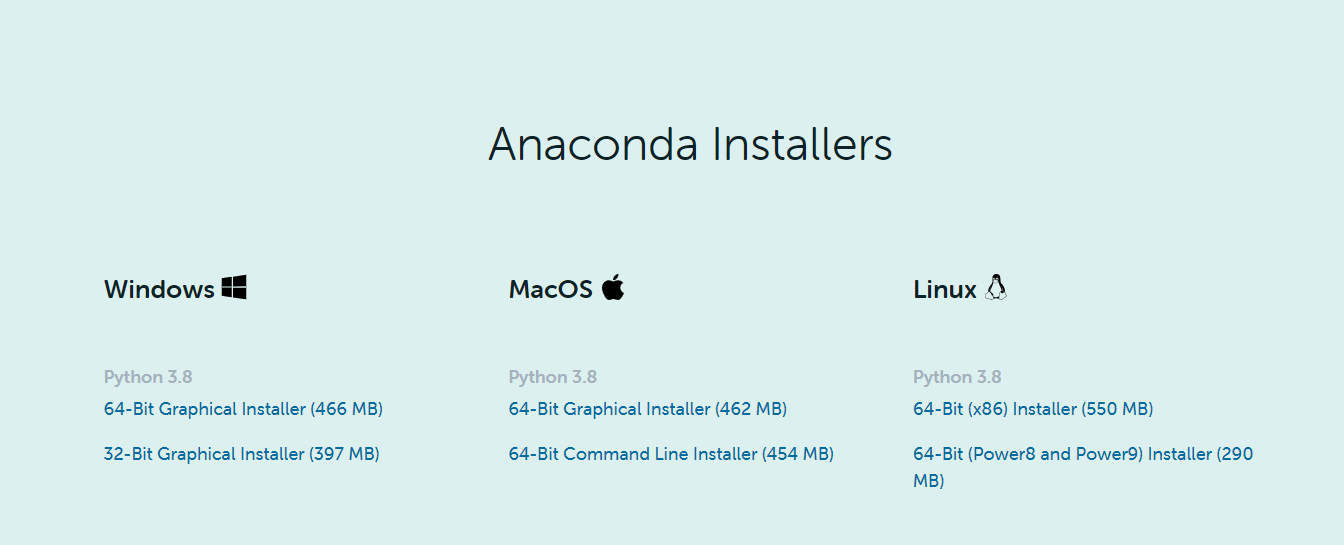 Anaconda Installers
Windows
Python 3.8
64-Bit Graphical Installer (466 MB)
32-Bit Graphical Installer (397 MB)
MacOS
Python 3.8
64-Bit Graphical Installer (462 MB)
64-Bit Command Line Installer (454 MB)
Linux
Python 3.8
64-Bit (x86) Installer (550 MB)
64-Bit (Power8 and Power9) Installer (290
MB)